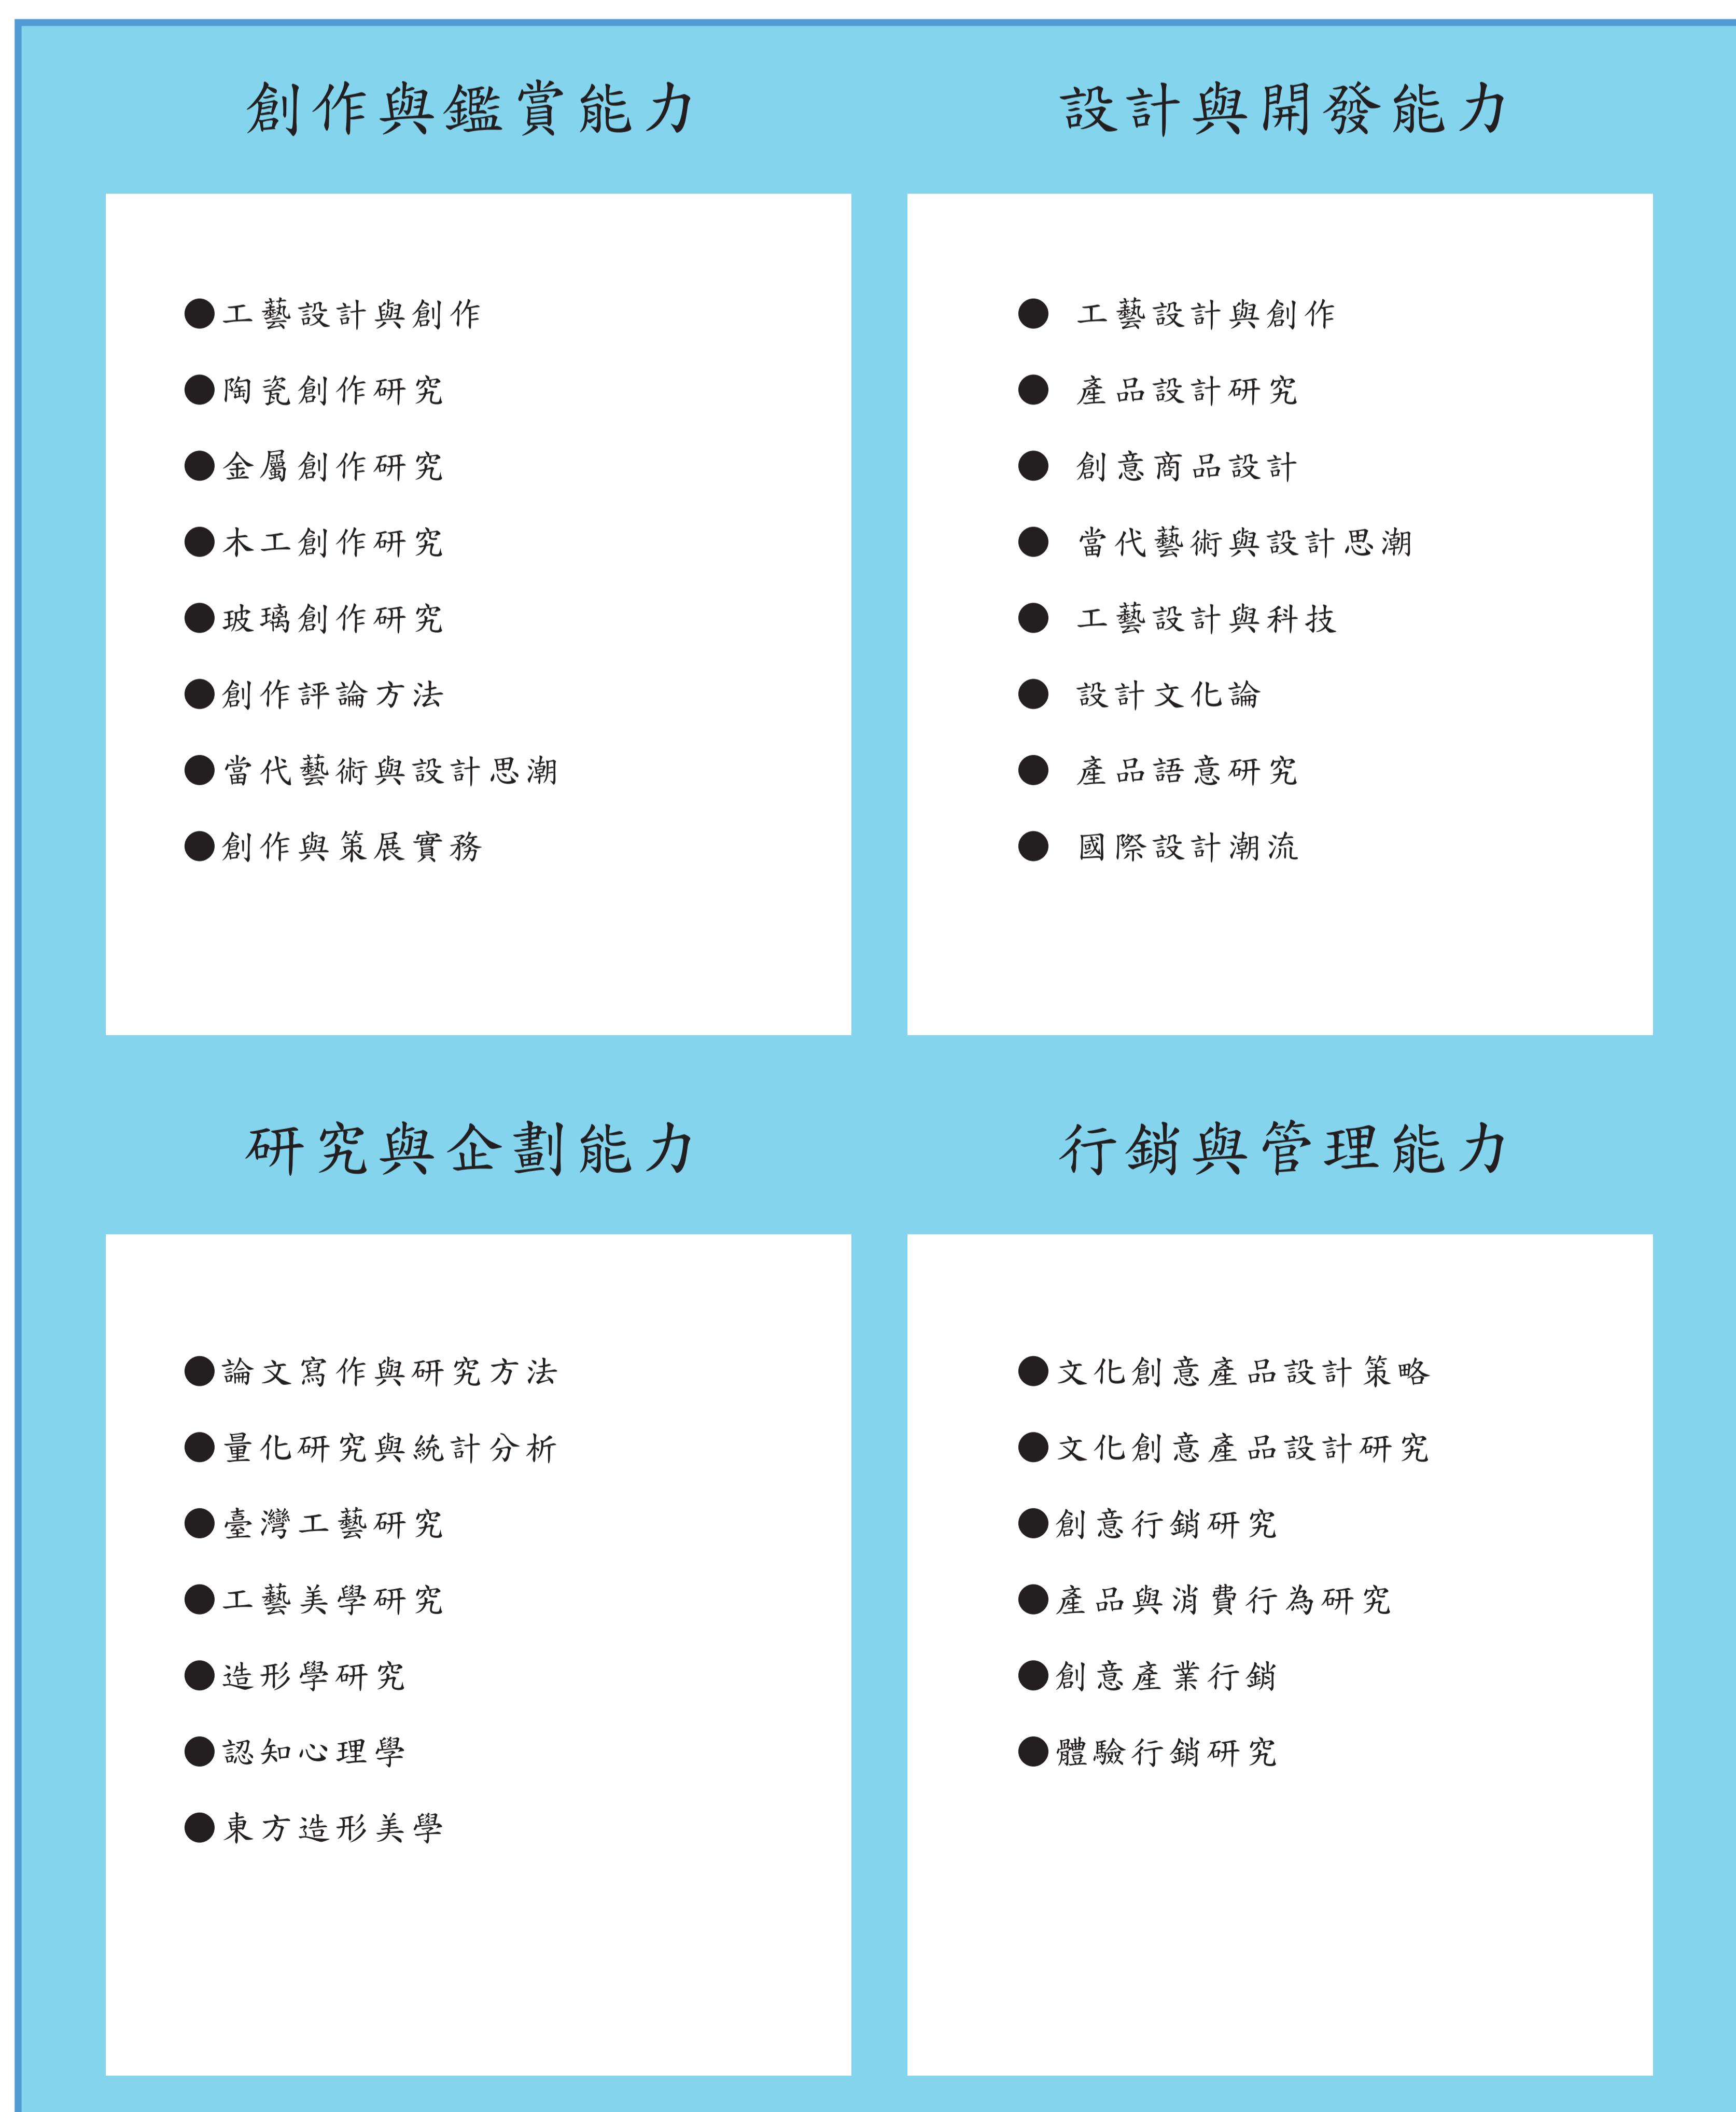 創作與鑑賞能力
●工藝設計與創作
●陶瓷創作研究
●金屬創作研究
●木工創作研究
●玻璃創作研究
●創作評論方法
●當代藝術與設計思潮
●創作與策展實務
設計與開發能力
● 工藝設計與創作
● 產品設計研究
● 創意商品設計
● 當代藝術與設計思潮
● 工藝設計與科技
● 設計文化論
● 產品語意研究
● 國際設計潮流
研究與企劃能力
●論文寫作與研究方法
●量化研究與統計分析
●臺灣工藝研究
●工藝美學研究
●造形學研究
●認知心理學
●東方造形美學
行銷與管理能力
●文化創意產品設計策略
●文化創意產品設計研究
●創意行銷研究
●產品與消費行為研究
●創意產業行銷
●體驗行銷研究